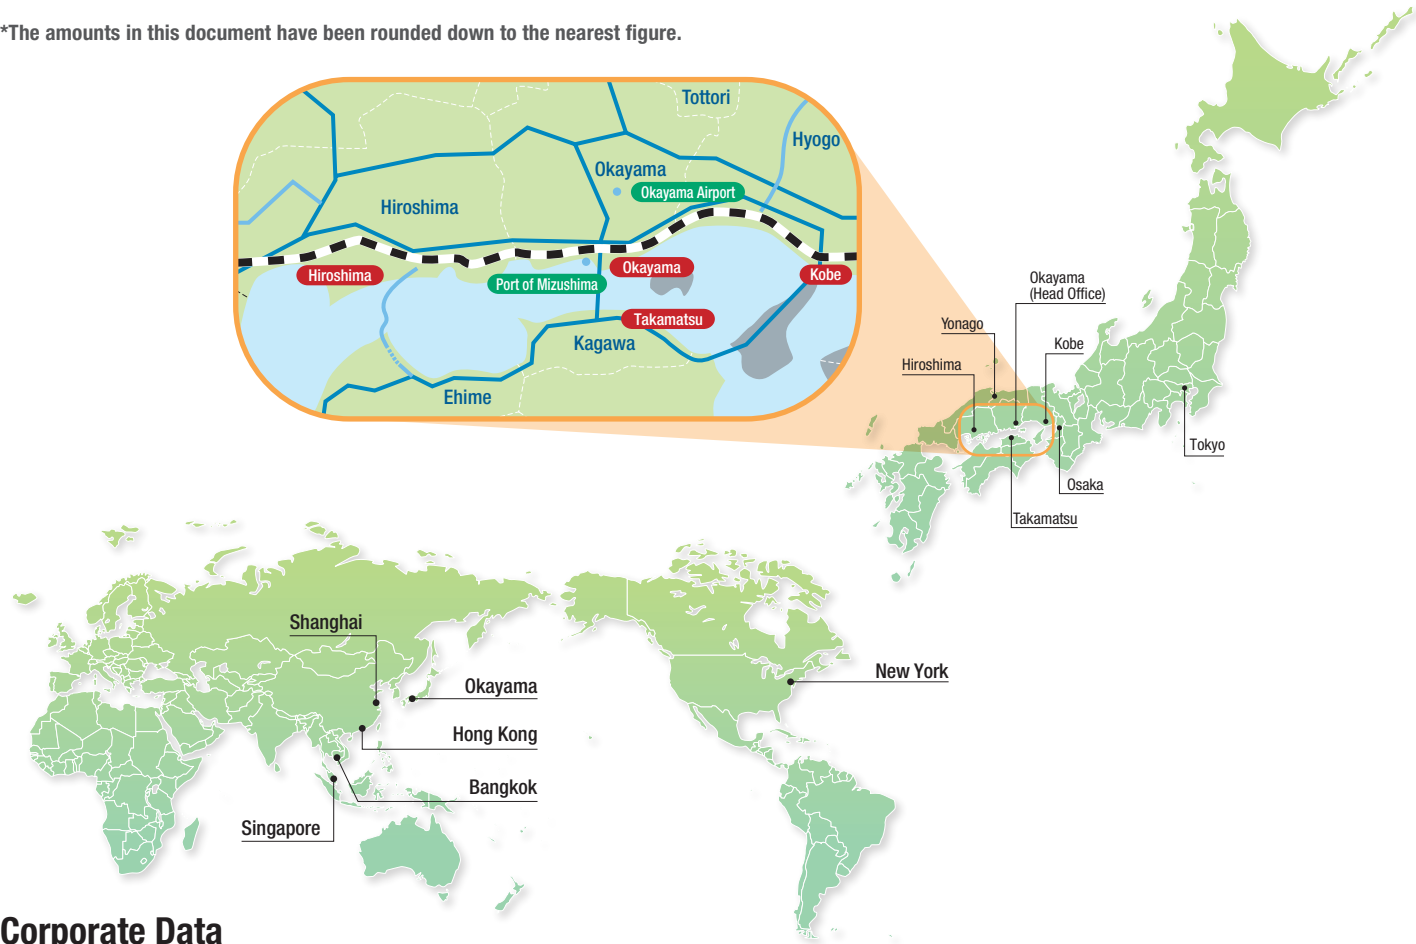 *The amounts in this document have been rounded down to the nearest figure.
Tottori
Hyogo
Okayama
Okayama Airport
Hiroshima
Hiroshima
Okayama
Kobe
Port of Mizushima
Takamatsu
Kagawa
Ehime
Okayama
(Head Office)
Yonago
Kobe
Hiroshima
Tokyo
Osaka
Takamatsu
Shanghai
Okayama
New York
Hong Kong
Bangkok
Singapore
Corporate Data